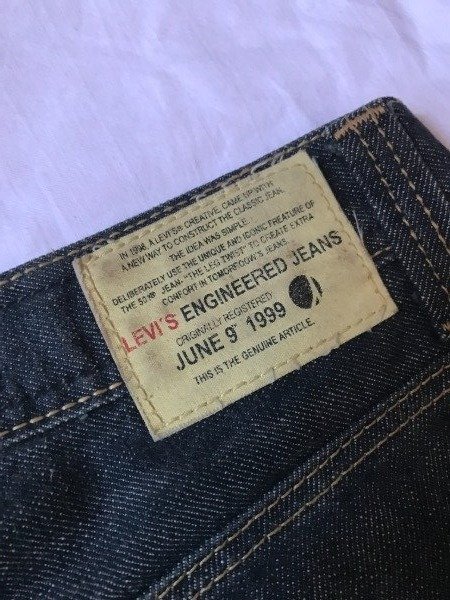 IN 1998, A LEVI'S® CREATIVE, CAME UP WITH
A NEW WAY TO CONSTRUCT THE CLASSIC JEAN.
THE IDEA WAS SIMPLE.
DELIBERATELY USE THE UNIQUE AND ICONIC FREATURE OF
THE 501® JEAN, "THE LEG TWIST" TO CREATE EXTRA
COMFORT IN TOMORROW'S JEANS.
LEVI'S ENGINEERED JEANS
ORIGINALLY REGISTERED
JUNE 9 1999
THIS IS THE GENUINE ARTICLE.